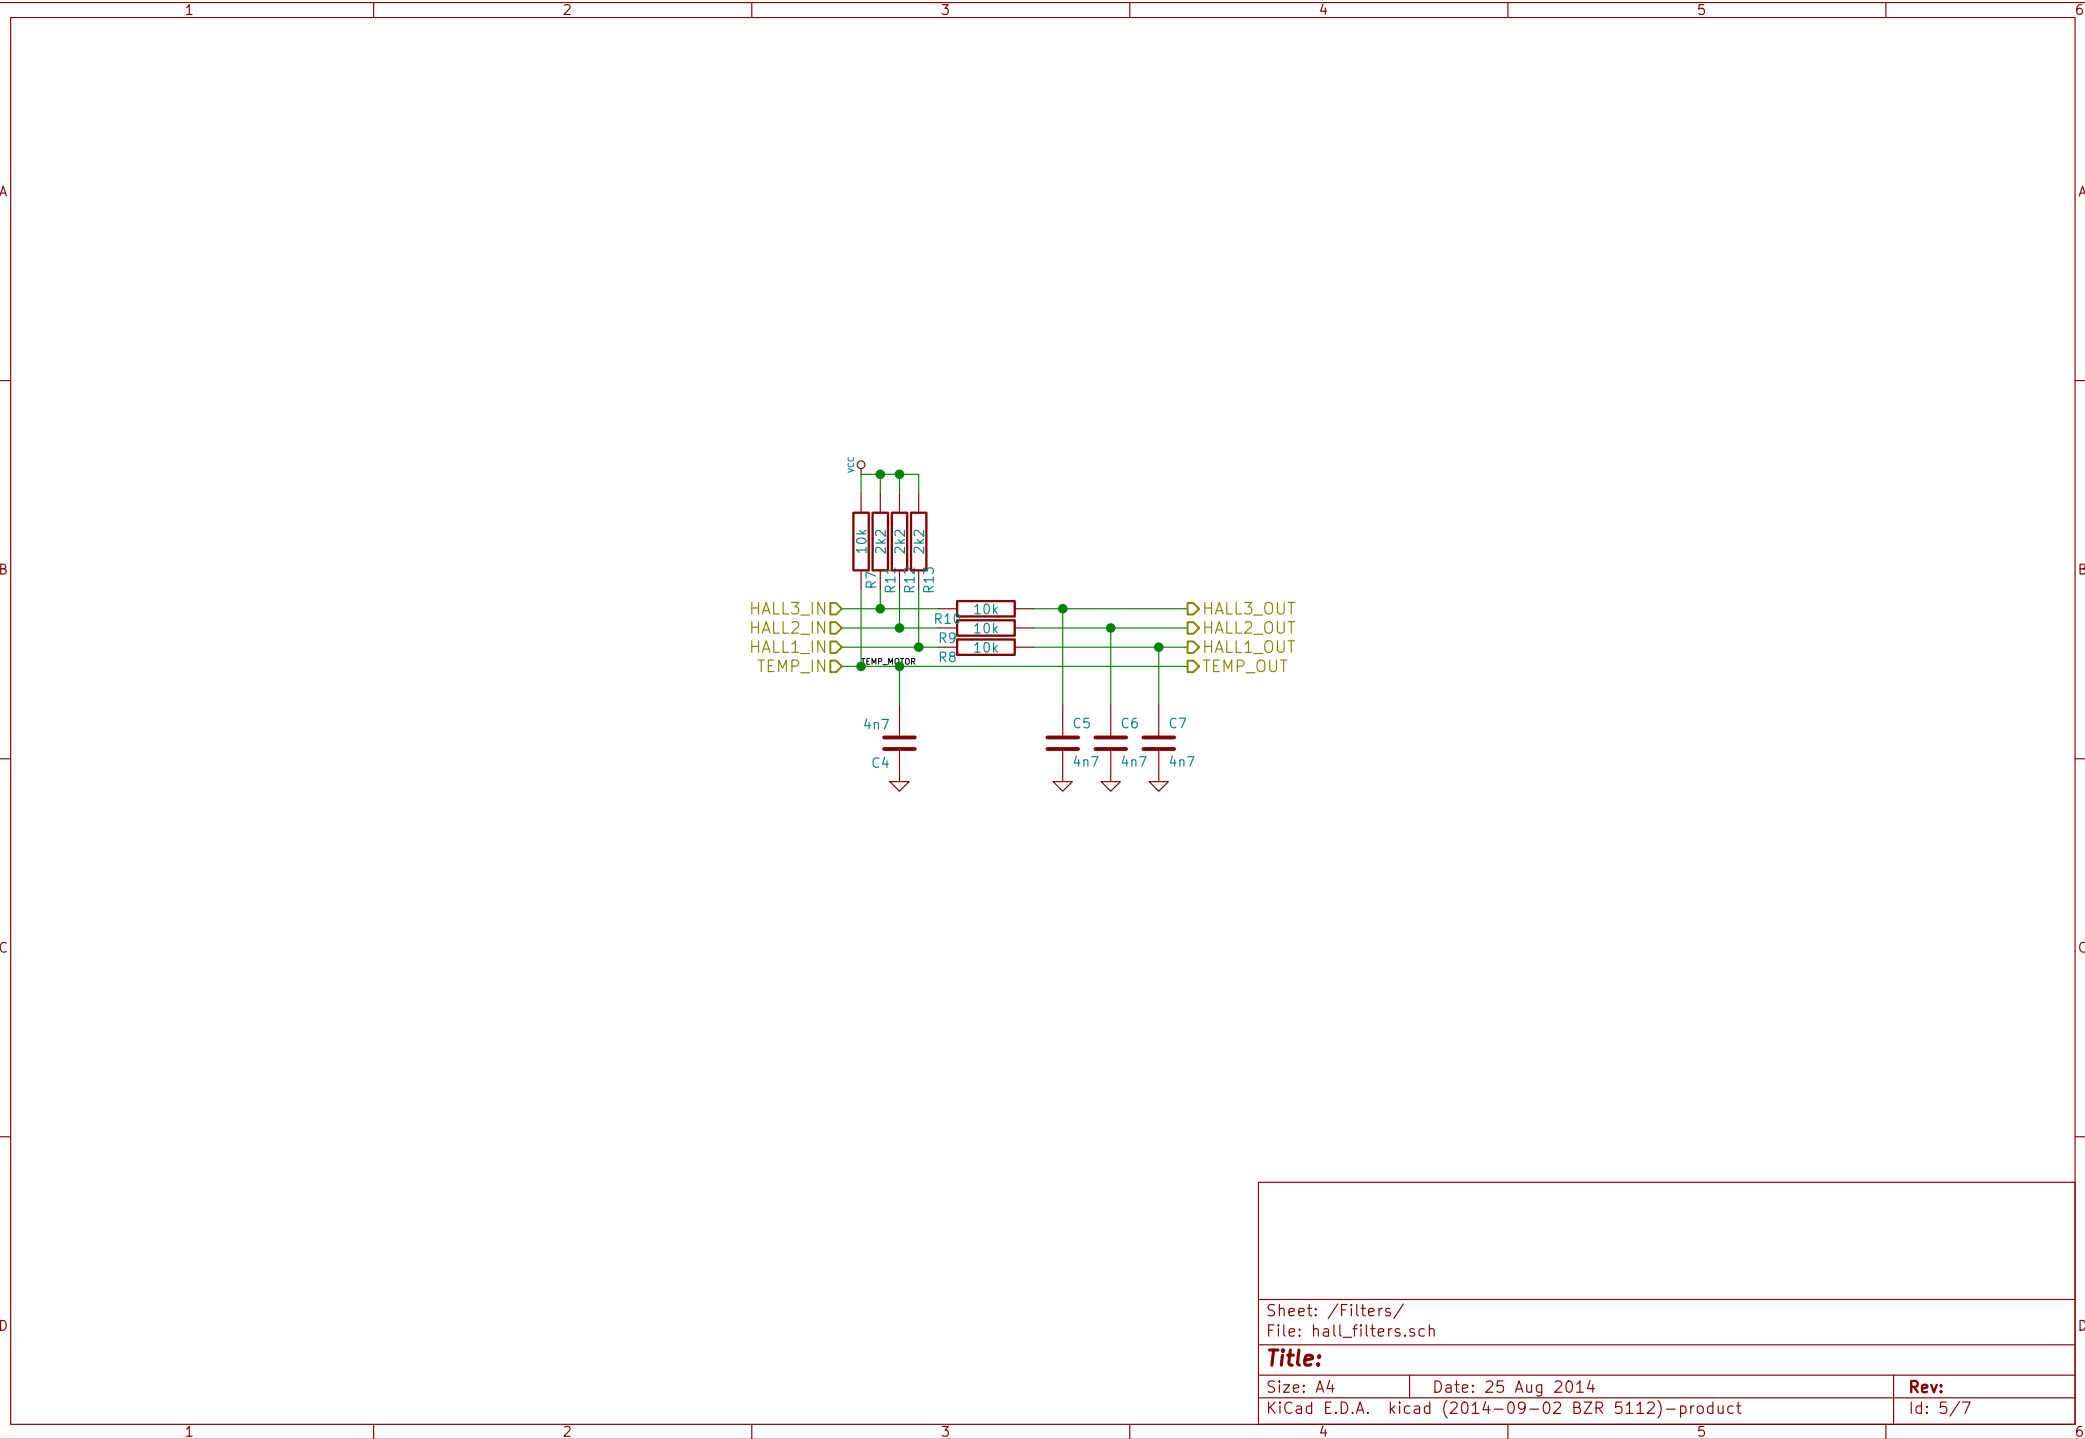 1 2 3 4 5 6
A A
VCC
10k 2k2 2k2 2k2
B B
R7 R11 R12 R13
HALL3_IN 10k HALL3_OUT
R10
HALL2_IN 10k HALL2_OUT
R9
HALL1_IN 10k HALL1_OUT
R8
TEMP_MOTOR
TEMP_IN TEMP_OUT
4n7 C5 C6 C7
C4 4n7 4n7 4n7
C C
Sheet: /Filters/
File: hall_filters.sch
D D
Title:
Size: A4 Date: 25 Aug 2014 Rev:
KiCad E.D.A. kicad (2014-09-02 BZR 5112)-product Id: 5/7
1 2 3 4 5 6